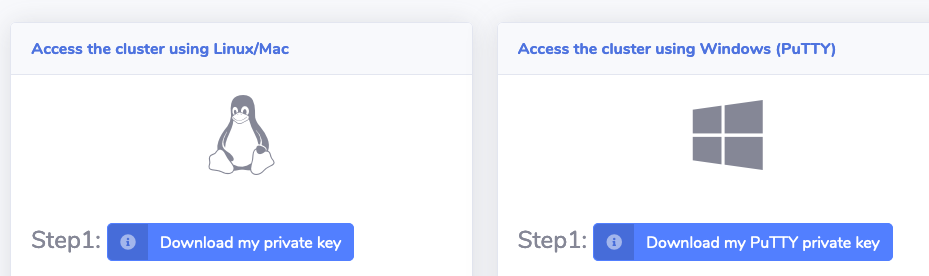 Access the cluster using Linux/Mac
Step1: Download my private key
Access the cluster using Windows (PuTTY)
Step1: Download my PuTTY private key